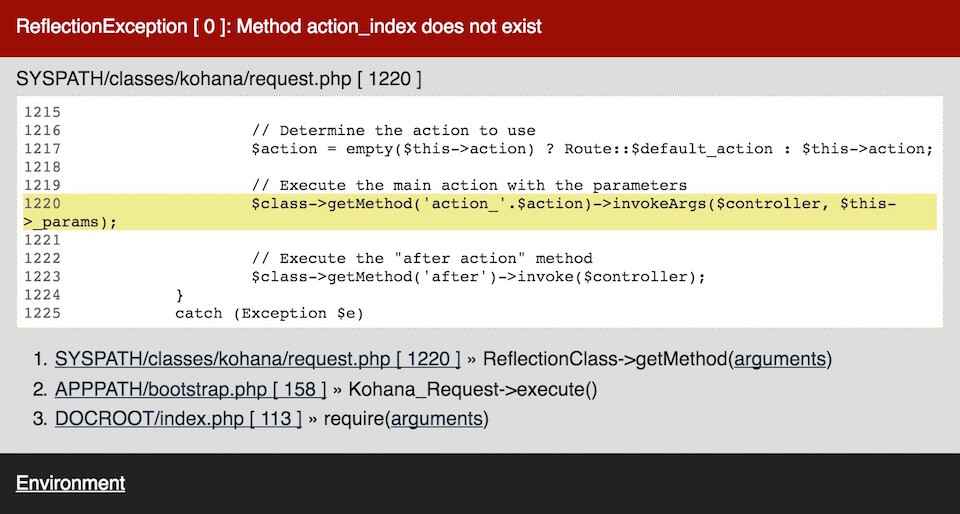 ReflectionException [ 0 ]: Method action_index does not exist
SYSPATH/classes/kohana/request.php [ 1220 ]
1215
1216 // Determine the action to use
1217 $action = empty($this->action) ? Route::$default_action : $this->action;
1218
1219 // Execute the main action with the parameters
1220 $class->getMethod('action_'.$action)->invokeArgs($controller, $this-
>_params);
1221
1222 // Execute the "after action" method
1223 $class->getMethod('after')->invoke($controller);
1224 }
1225 catch (Exception $e)
1. SYSPATH/classes/kohana/request.php [ 1220 ] » ReflectionClass->getMethod(arguments)
2. APPPATH/bootstrap.php [ 158 ] » Kohana_Request->execute()
3. DOCROOT/index.php [ 113 ] » require(arguments)
Environment